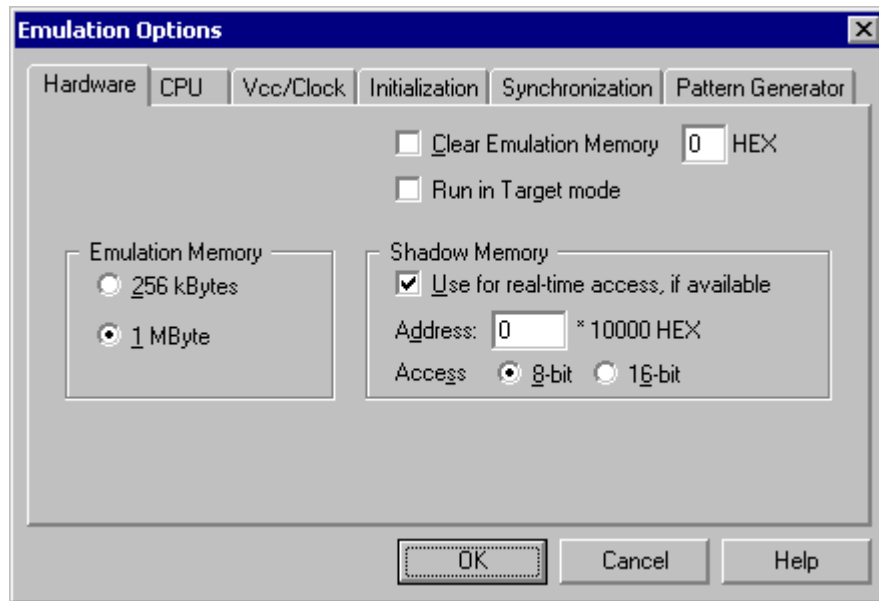 Emulation Options
Hardware CPU Vcc/Clock Initialization Synchronization Pattern Generator
Clear Emulation Memory 0 HEX
Run in Target mode
Emulation Memory
256 kBytes
1 MByte
Shadow Memory
Use for real-time access, if available
Address: 0 * 10000 HEX
Access 8-bit 16-bit
OK Cancel Help